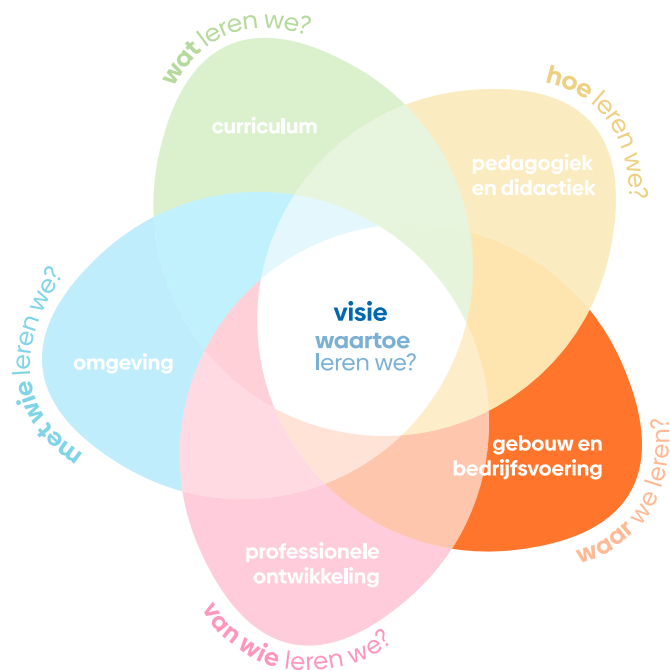 wat leren we?
curriculum
hoe leren we?
pedagogiek
en didactiek
visie
waartoe
leren we?
met wie leren we?
omgeving
gebouw en
bedrijfsvoering
waar we leren?
professionele
ontwikkeling
van wie leren we?